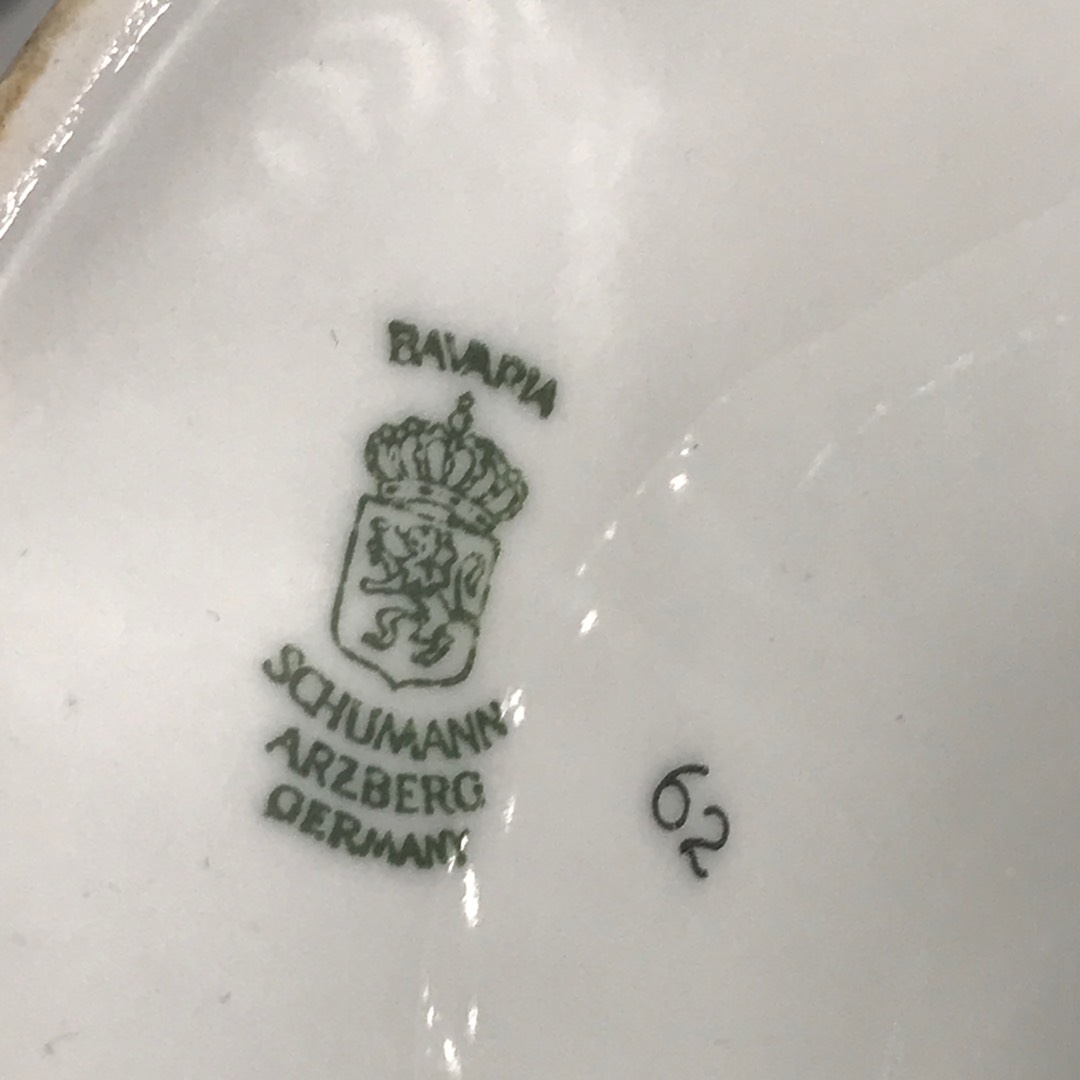 BAVARIA
SCHUMANN
ARZBERG
GERMANY
62